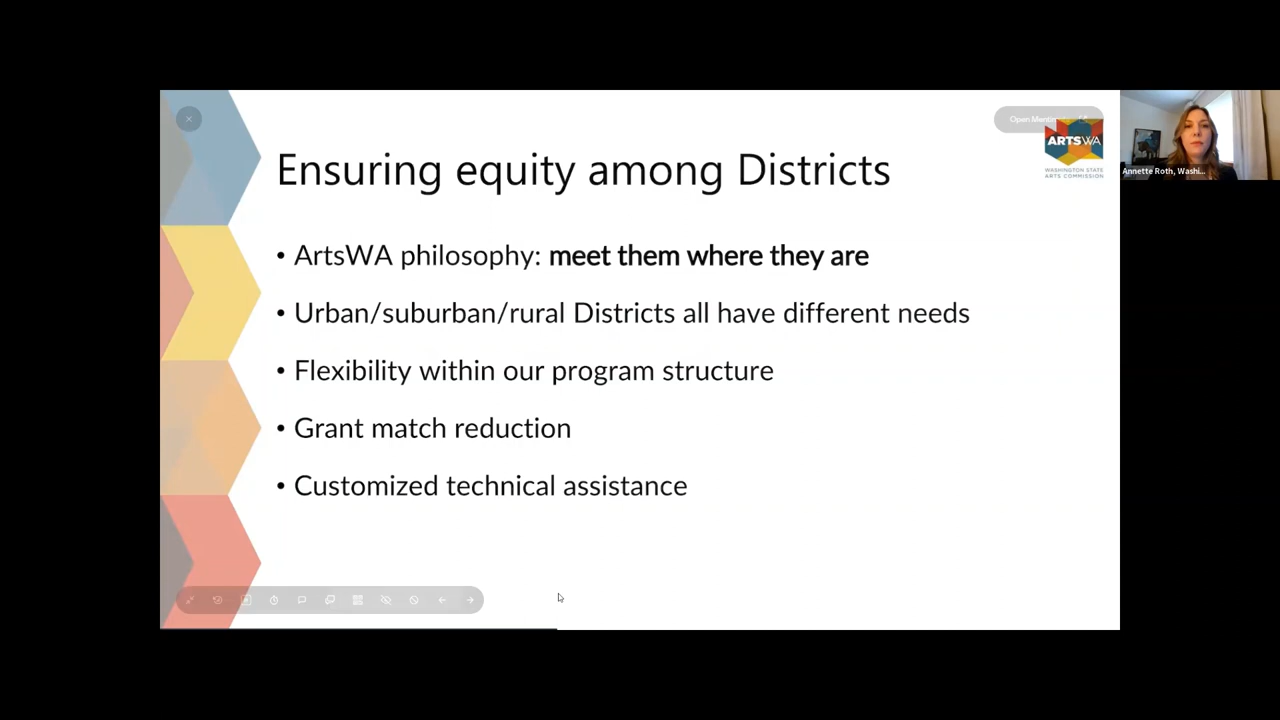 Open Mentimeter
ARTSWA
WASHINGTON STATE
ARTS COMMISSION
Ensuring equity among Districts
• ArtsWA philosophy: meet them where they are
• Urban/suburban/rural Districts all have different needs
• Flexibility within our program structure
• Grant match reduction
• Customized technical assistance
Annette Roth, Washi...